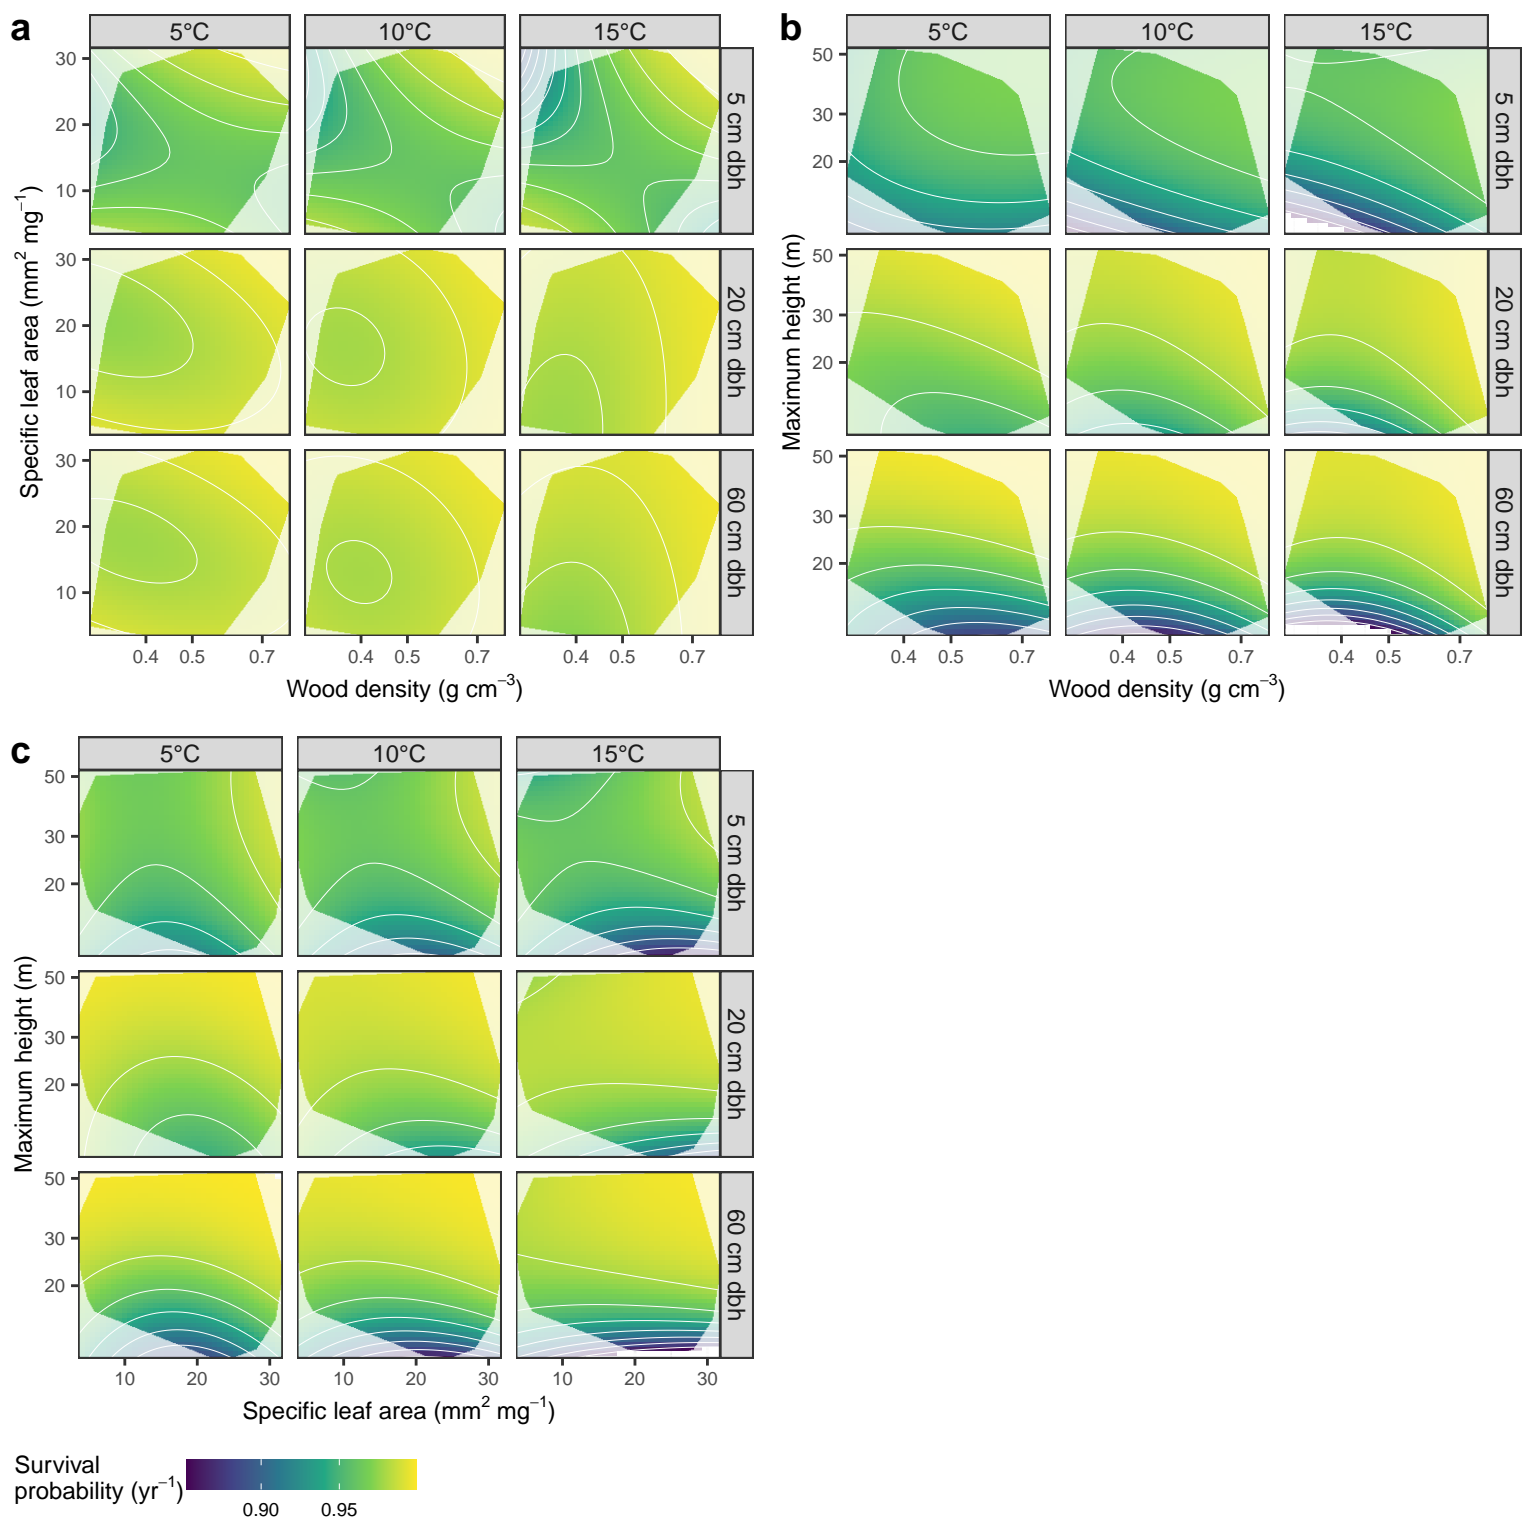 a
5°C 10°C 15°C
30
20
10
5 cm dbh
30
20
10
20 cm dbh
30
20
10
60 cm dbh
Specific leaf area (mm² mg⁻¹)
0.4 0.5 0.7 0.4 0.5 0.7 0.4 0.5 0.7
Wood density (g cm⁻³)
b
5°C 10°C 15°C
50
30
20
5 cm dbh
50
30
20
20 cm dbh
50
30
20
60 cm dbh
Maximum height (m)
0.4 0.5 0.7 0.4 0.5 0.7 0.4 0.5 0.7
Wood density (g cm⁻³)
c
5°C 10°C 15°C
50
30
20
5 cm dbh
50
30
20
20 cm dbh
50
30
20
60 cm dbh
Maximum height (m)
10 20 30 10 20 30 10 20 30
Specific leaf area (mm² mg⁻¹)
Survival
probability (yr⁻¹)
0.90 0.95